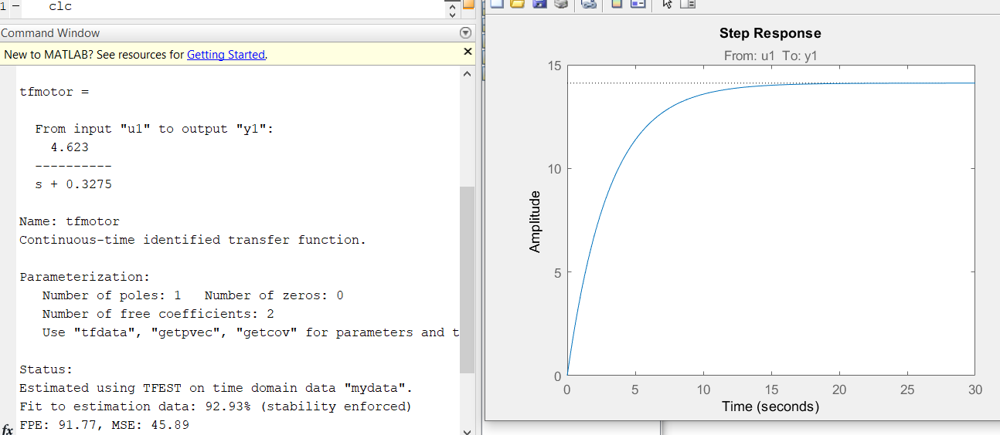 1 —    clc
Command Window
New to MATLAB? See resources for Getting Started.
tfmotor =
From input "u1" to output "y1":
4.623
----------
s + 0.3275
Name: tfmotor
Continuous-time identified transfer function.
Parameterization:
Number of poles: 1   Number of zeros: 0
Number of free coefficients: 2
Use "tfdata", "getpvec", "getcov" for parameters and t
Status:
Estimated using TFEST on time domain data "mydata".
Fit to estimation data: 92.93% (stability enforced)
fx FPE: 91.77, MSE: 45.89
Step Response
From: u1  To: y1
15
10
5
0
Amplitude
0 5 10 15 20 25 30
Time (seconds)